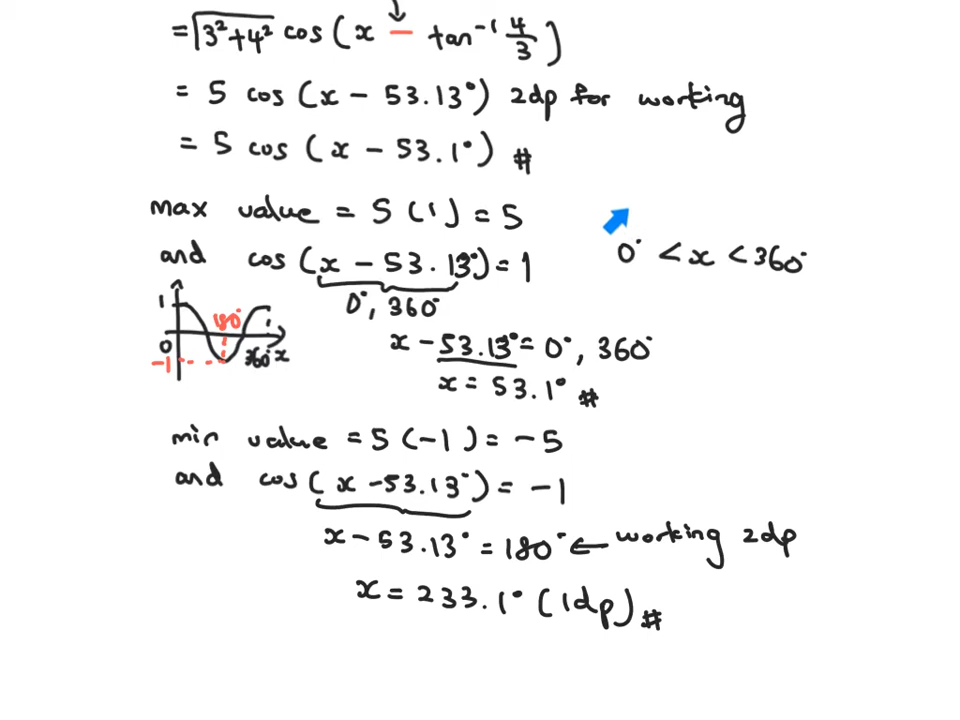 = √3²+4² cos (x − tan⁻¹ 4/3)
= 5 cos (x − 53.13°) 2dp for working
= 5 cos (x − 53.1°) #
max value = 5 (1) = 5
and cos (x − 53.13°) = 1
0° < x < 360°
0°, 360°
1
180°
0
360° x
-1
x − 53.13° = 0°, 360°
x = 53.1° #
min value = 5 (−1) = −5
and cos (x − 53.13°) = −1
x − 53.13° = 180° ← working 2dp
x = 233.1° (1dp) #